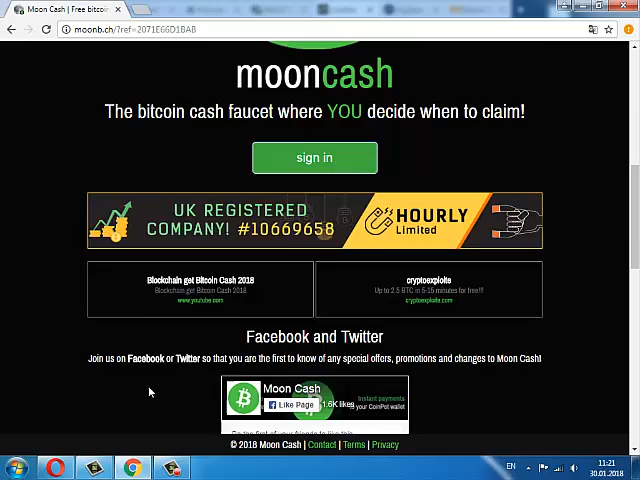 Moon Cash | Free bitcoin
moonb.ch/?ref=2071E66D1BAB
mooncash
The bitcoin cash faucet where YOU decide when to claim!
sign in
UK REGISTERED
COMPANY! #10669658
HOURLY
Limited
Blockchain get Bitcoin Cash 2018
Blockchain get Bitcoin Cash 2018
www.youtube.com
cryptoexploite
Up to 2.5 BTC in 5-15 minutes for free!!!
cryptoexploite.com
Facebook and Twitter
Join us on Facebook or Twitter so that you are the first to know of any special offers, promotions and changes to Moon Cash!
Moon Cash
Like Page
1.6K likes
Instant payments
your CoinPot wallet
© 2018 Moon Cash | Contact | Terms | Privacy
EN
11:21
30.01.2018